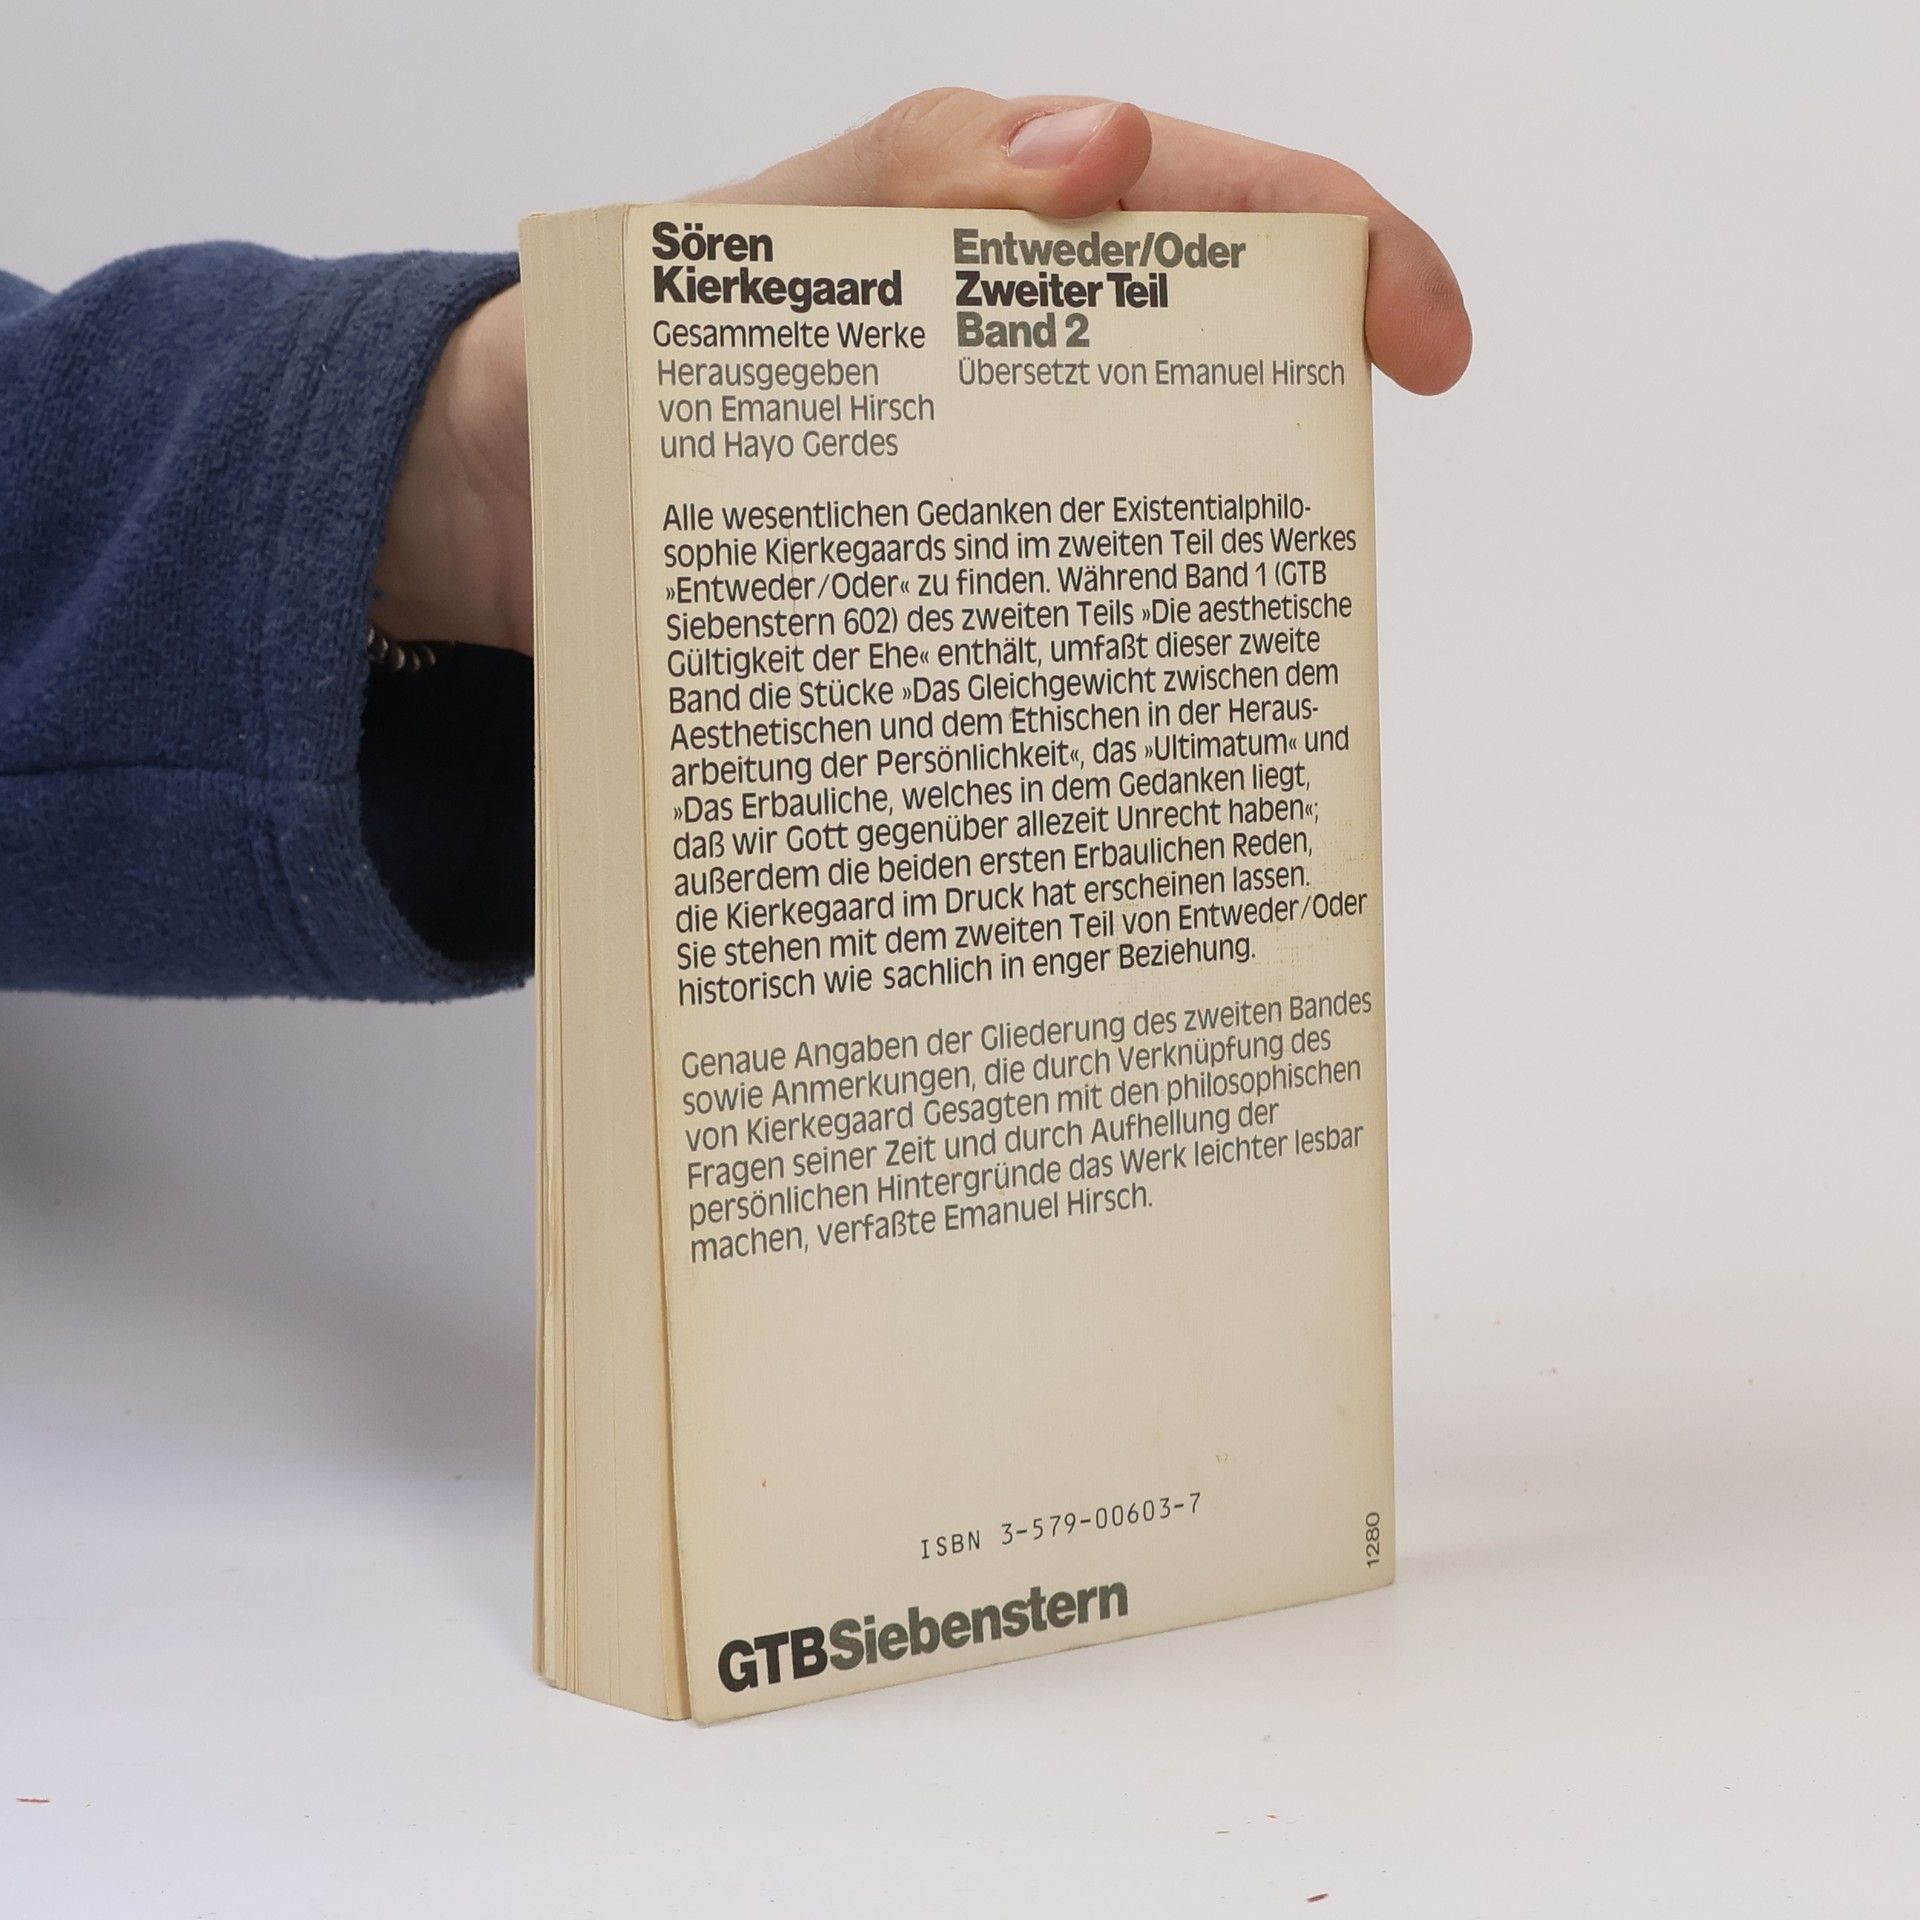 Sören
Kierkegaard
Gesammelte Werke
Herausgegeben
von Emanuel Hirsch
und Hayo Gerdes
Entweder/Oder
Zweiter Teil
Band 2
Übersetzt von Emanuel Hirsch
Alle wesentlichen Gedanken der Existentialphilo-
sophie Kierkegaards sind im zweiten Teil des Werkes
»Entweder/Oder« zu finden. Während Band 1 (GTB
Siebenstern 602) des zweiten Teils »Die aesthetische
Gültigkeit der Ehe« enthält, umfaßt dieser zweite
Band die Stücke »Das Gleichgewicht zwischen dem
Aesthetischen und dem Ethischen in der Heraus-
arbeitung der Persönlichkeit«, das »Ultimatum« und
»Das Erbauliche, welches in dem Gedanken liegt,
daß wir Gott gegenüber allezeit Unrecht haben«;
außerdem die beiden ersten Erbaulichen Reden,
die Kierkegaard im Druck hat erscheinen lassen.
Sie stehen mit dem zweiten Teil von Entweder/Oder
historisch wie sachlich in enger Beziehung.
Genaue Angaben der Gliederung des zweiten Bandes
sowie Anmerkungen, die durch Verknüpfung des
von Kierkegaard Gesagten mit den philosophischen
Fragen seiner Zeit und durch Aufhellung der
persönlichen Hintergründe das Werk leichter lesbar
machen, verfaßte Emanuel Hirsch.
ISBN 3-579-00603-7
1280
GTBSiebenstern